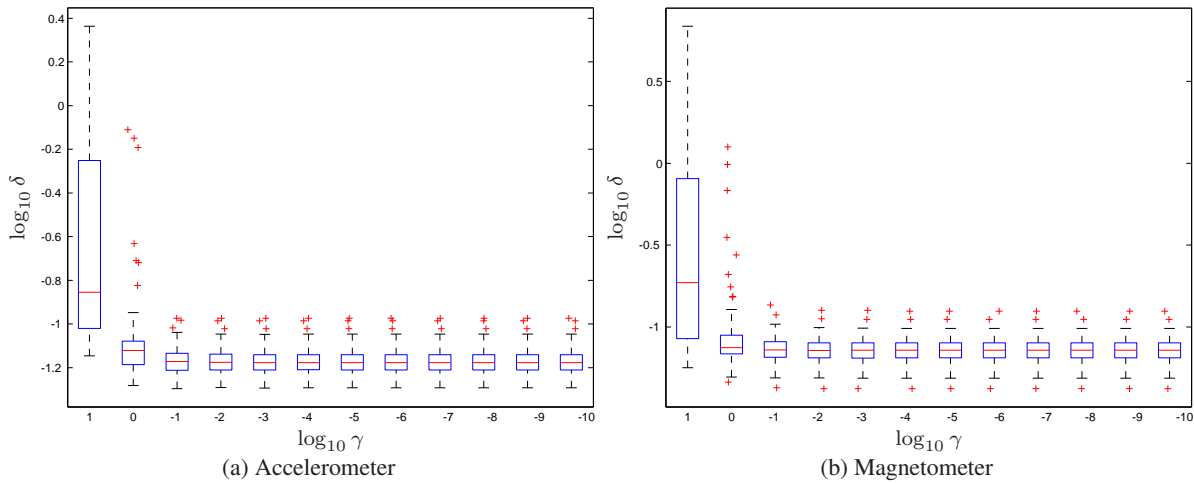 0.4
0.2
0
-0.2
-0.4
-0.6
-0.8
-1
-1.2
log₁₀ δ
1 0 -1 -2 -3 -4 -5 -6 -7 -8 -9 -10
log₁₀ γ
(a) Accelerometer
0.5
0
-0.5
-1
log₁₀ δ
1 0 -1 -2 -3 -4 -5 -6 -7 -8 -9 -10
log₁₀ γ
(b) Magnetometer